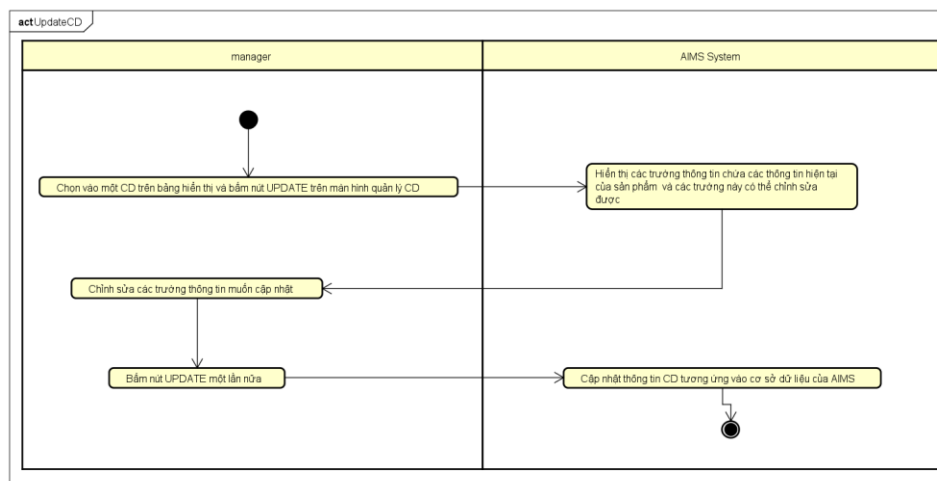 act UpdateCD
manager
AIMS System
Chọn vào một CD trên bảng hiển thị và bấm nút UPDATE trên màn hình quản lý CD
Hiển thị các trường thông tin chứa các thông tin hiện tại
của sản phẩm và các trường này có thể chỉnh sửa
được
Chỉnh sửa các trường thông tin muốn cập nhật
Bấm nút UPDATE một lần nữa
Cập nhật thông tin CD tương ứng vào cơ sở dữ liệu của AIMS